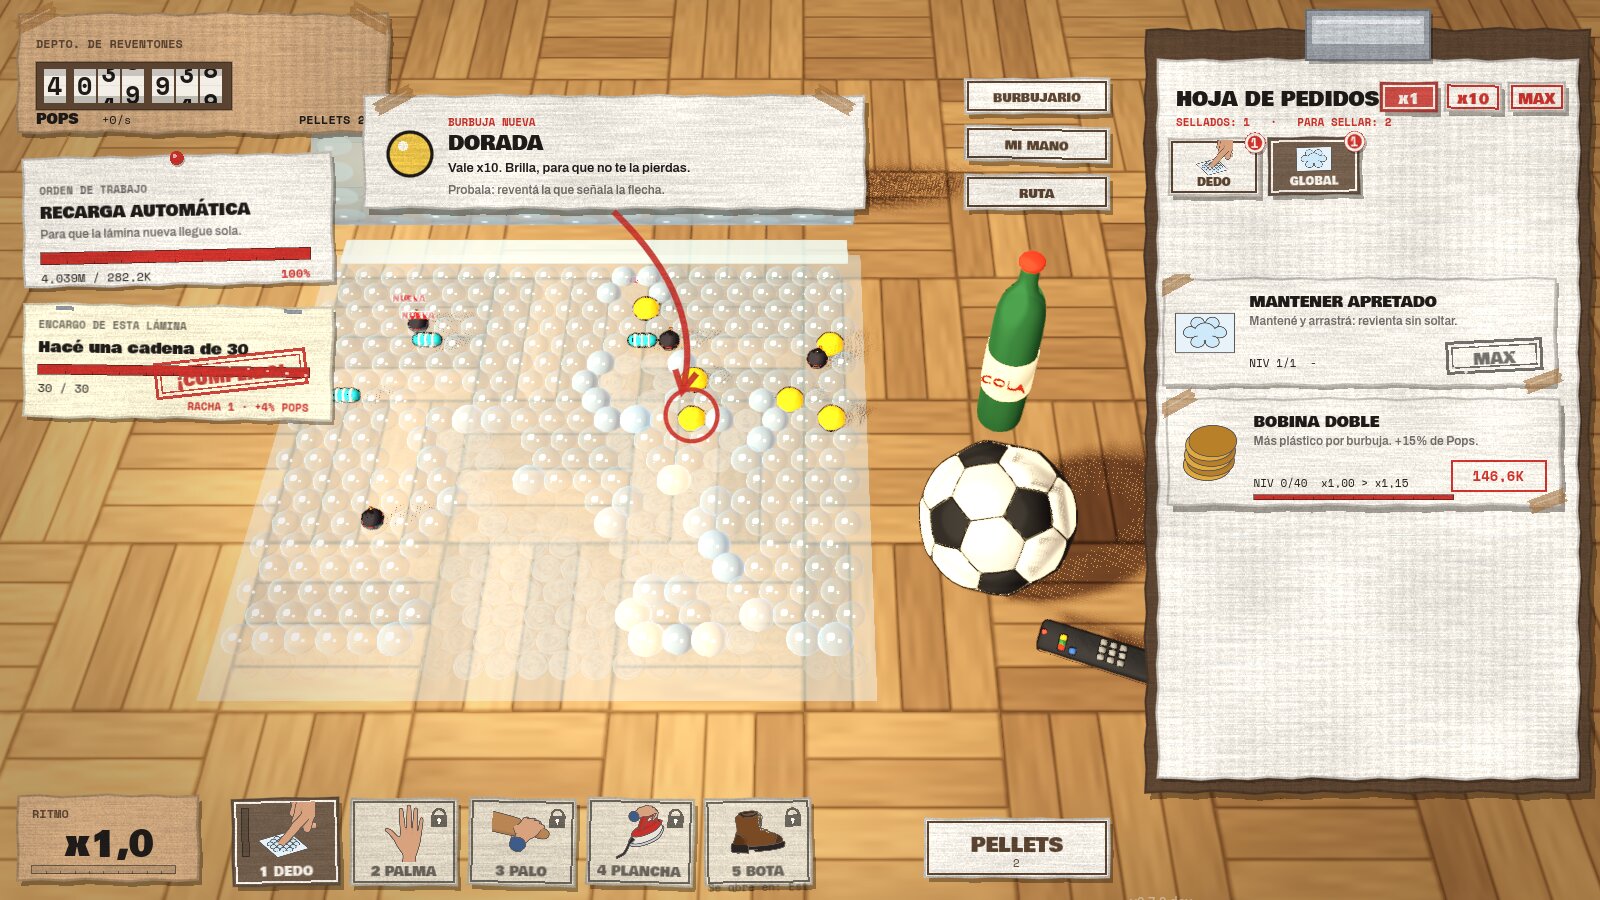 DEPTO. DE REVENTONES
POPS +0/s PELLETS 2
ORDEN DE TRABAJO
RECARGA AUTOMÁTICA
Para que la lámina nueva llegue sola.
4.039M / 282.2K 100%
ENCARGO DE ESTA LÁMINA
Hacé una cadena de 30
30 / 30
RACHA 1 · +4% POPS
BURBUJA NUEVA
DORADA
Vale x10. Brilla, para que no te la pierdas.
Probala: reventá la que señala la flecha.
NUEVA
BURBUJARIO
MI MANO
RUTA
COLA
HOJA DE PEDIDOS x1 x10 MAX
SELLADOS: 1 · PARA SELLAR: 2
DEDO 1
GLOBAL 1
MANTENER APRETADO
Mantené y arrastrá: revienta sin soltar.
NIV 1/1 - MAX
BOBINA DOBLE
Más plástico por burbuja. +15% de Pops.
NIV 0/40 x1,00 > x1,15 146,6K
RITMO
x1,0
1 DEDO
2 PALMA
3 PALO
4 PLANCHA
5 BOTA
Se abre en:
PELLETS
2